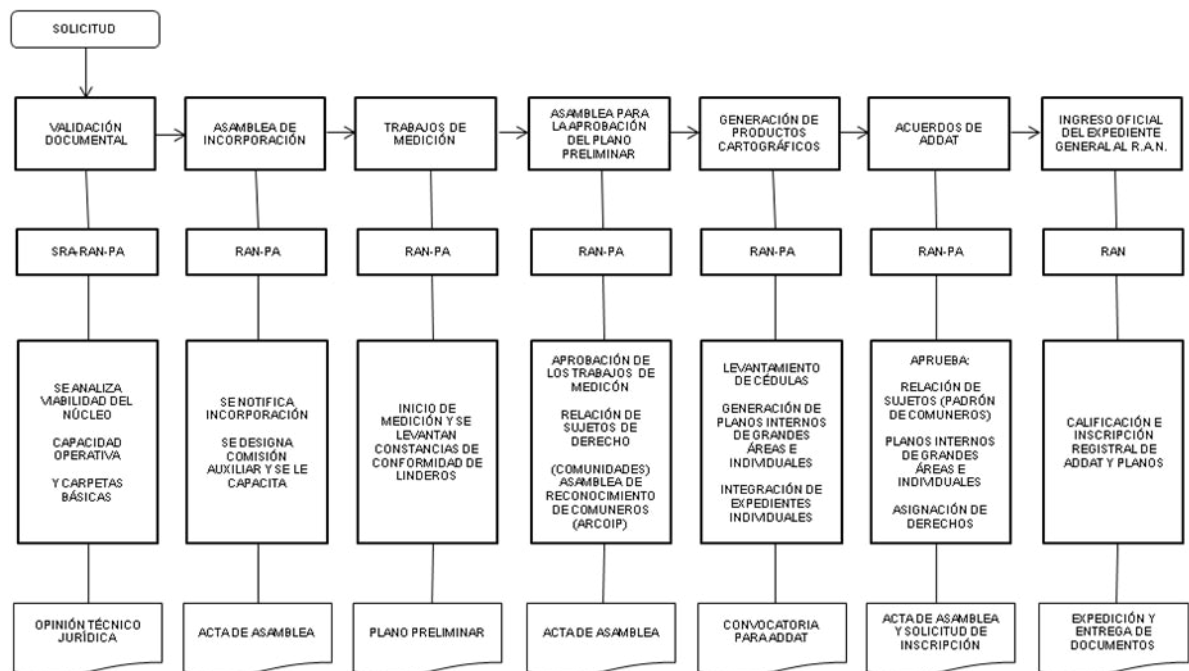 SOLICITUD
VALIDACIÓN
DOCUMENTAL
ASAMBLEA DE
INCORPORACIÓN
TRABAJOS DE
MEDICIÓN
ASAMBLEA PARA
LA APROBACIÓN
DEL PLANO
PRELIMINAR
GENERACIÓN DE
PRODUCTOS
CARTOGRÁFICOS
ACUERDOS DE
ADDAT
INGRESO OFICIAL
DEL EXPEDIENTE
GENERAL AL R.A.N.
SRA-RAN-PA
RAN-PA
RAN-PA
RAN-PA
RAN-PA
RAN-PA
RAN
SE ANALIZA
VIABILIDAD DEL
NÚCLEO
CAPACIDAD
OPERATIVA
Y CARPETAS
BÁSICAS
SE NOTIFICA
INCORPORACIÓN
SE DESIGNA
COMISIÓN
AUXILIAR Y SE LE
CAPACITA
INICIO DE
MEDICIÓN Y SE
LEVANTAN
CONSTANCIAS DE
CONFORMIDAD DE
LINDEROS
APROBACIÓN DE
LOS TRABAJOS DE
MEDICÓN
RELACIÓN DE
SUJETOS DE
DERECHO
(COMUNIDADES)
ASAMBLEA DE
RECONOCIMIENTO
DE COMUNEROS
(ARCOIP)
LEVANTAMIENTO
DE CÉDULAS
GENERACIÓN DE
PLANOS INTERNOS
DE GRANDES
ÁREAS E
INDIVIDUALES
INTEGRACIÓN DE
EXPEDIENTES
INDIVIDUALES
APRUEBA:
RELACIÓN DE
SUJETOS (PADRÓN
DE COMUNEROS)
PLANOS INTERNOS
DE GRANDES
ÁREAS E
INDIVIDUALES
ASIGNACIÓN DE
DERECHOS
CALIFICACIÓN E
INSCRIPCIÓN
REGISTRAL DE
ADDAT Y PLANOS
OPINIÓN TÉCNICO
JURÍDICA
ACTA DE ASAMBLEA
PLANO PRELIMINAR
ACTA DE ASAMBLEA
CONVOCATORIA
PARA ADDAT
ACTA DE ASAMBLEA
Y SOLICITUD DE
INSCRIPCIÓN
EXPEDICIÓN Y
ENTREGA DE
DOCUMENTOS